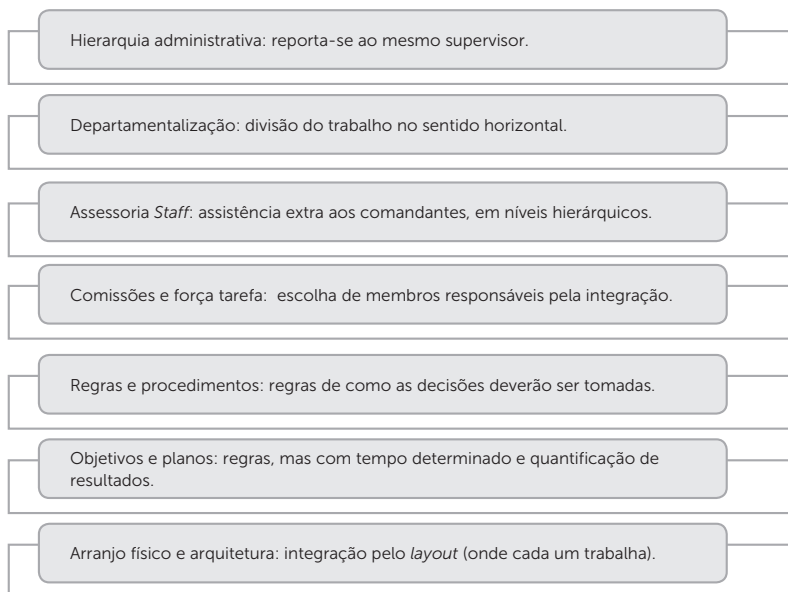 Hierarquia administrativa: reporta-se ao mesmo supervisor.
Departamentalização: divisão do trabalho no sentido horizontal.
Assessoria Staff: assistência extra aos comandantes, em níveis hierárquicos.
Comissões e força tarefa: escolha de membros responsáveis pela integração.
Regras e procedimentos: regras de como as decisões deverão ser tomadas.
Objetivos e planos: regras, mas com tempo determinado e quantificação de
resultados.
Arranjo físico e arquitetura: integração pelo layout (onde cada um trabalha).